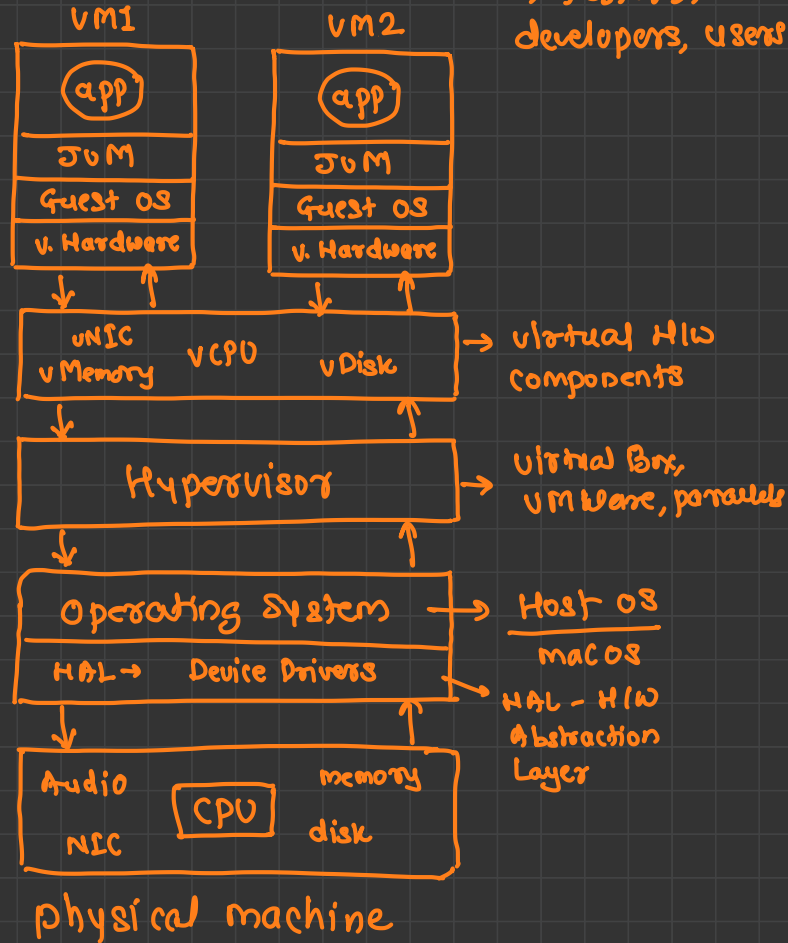 VM1
VM2
developers, users
app
app
JVM
JVM
Guest OS
Guest OS
v. Hardware
v. Hardware
vNIC
vCPU
vMemory
vDisk
virtual H/W
components
Hypervisor
virtual Box,
VMWare, parallels
Operating System
Host OS
macOS
HAL → Device Drivers
HAL - H/W
Abstraction
Layer
Audio
memory
CPU
NIC
disk
physical machine